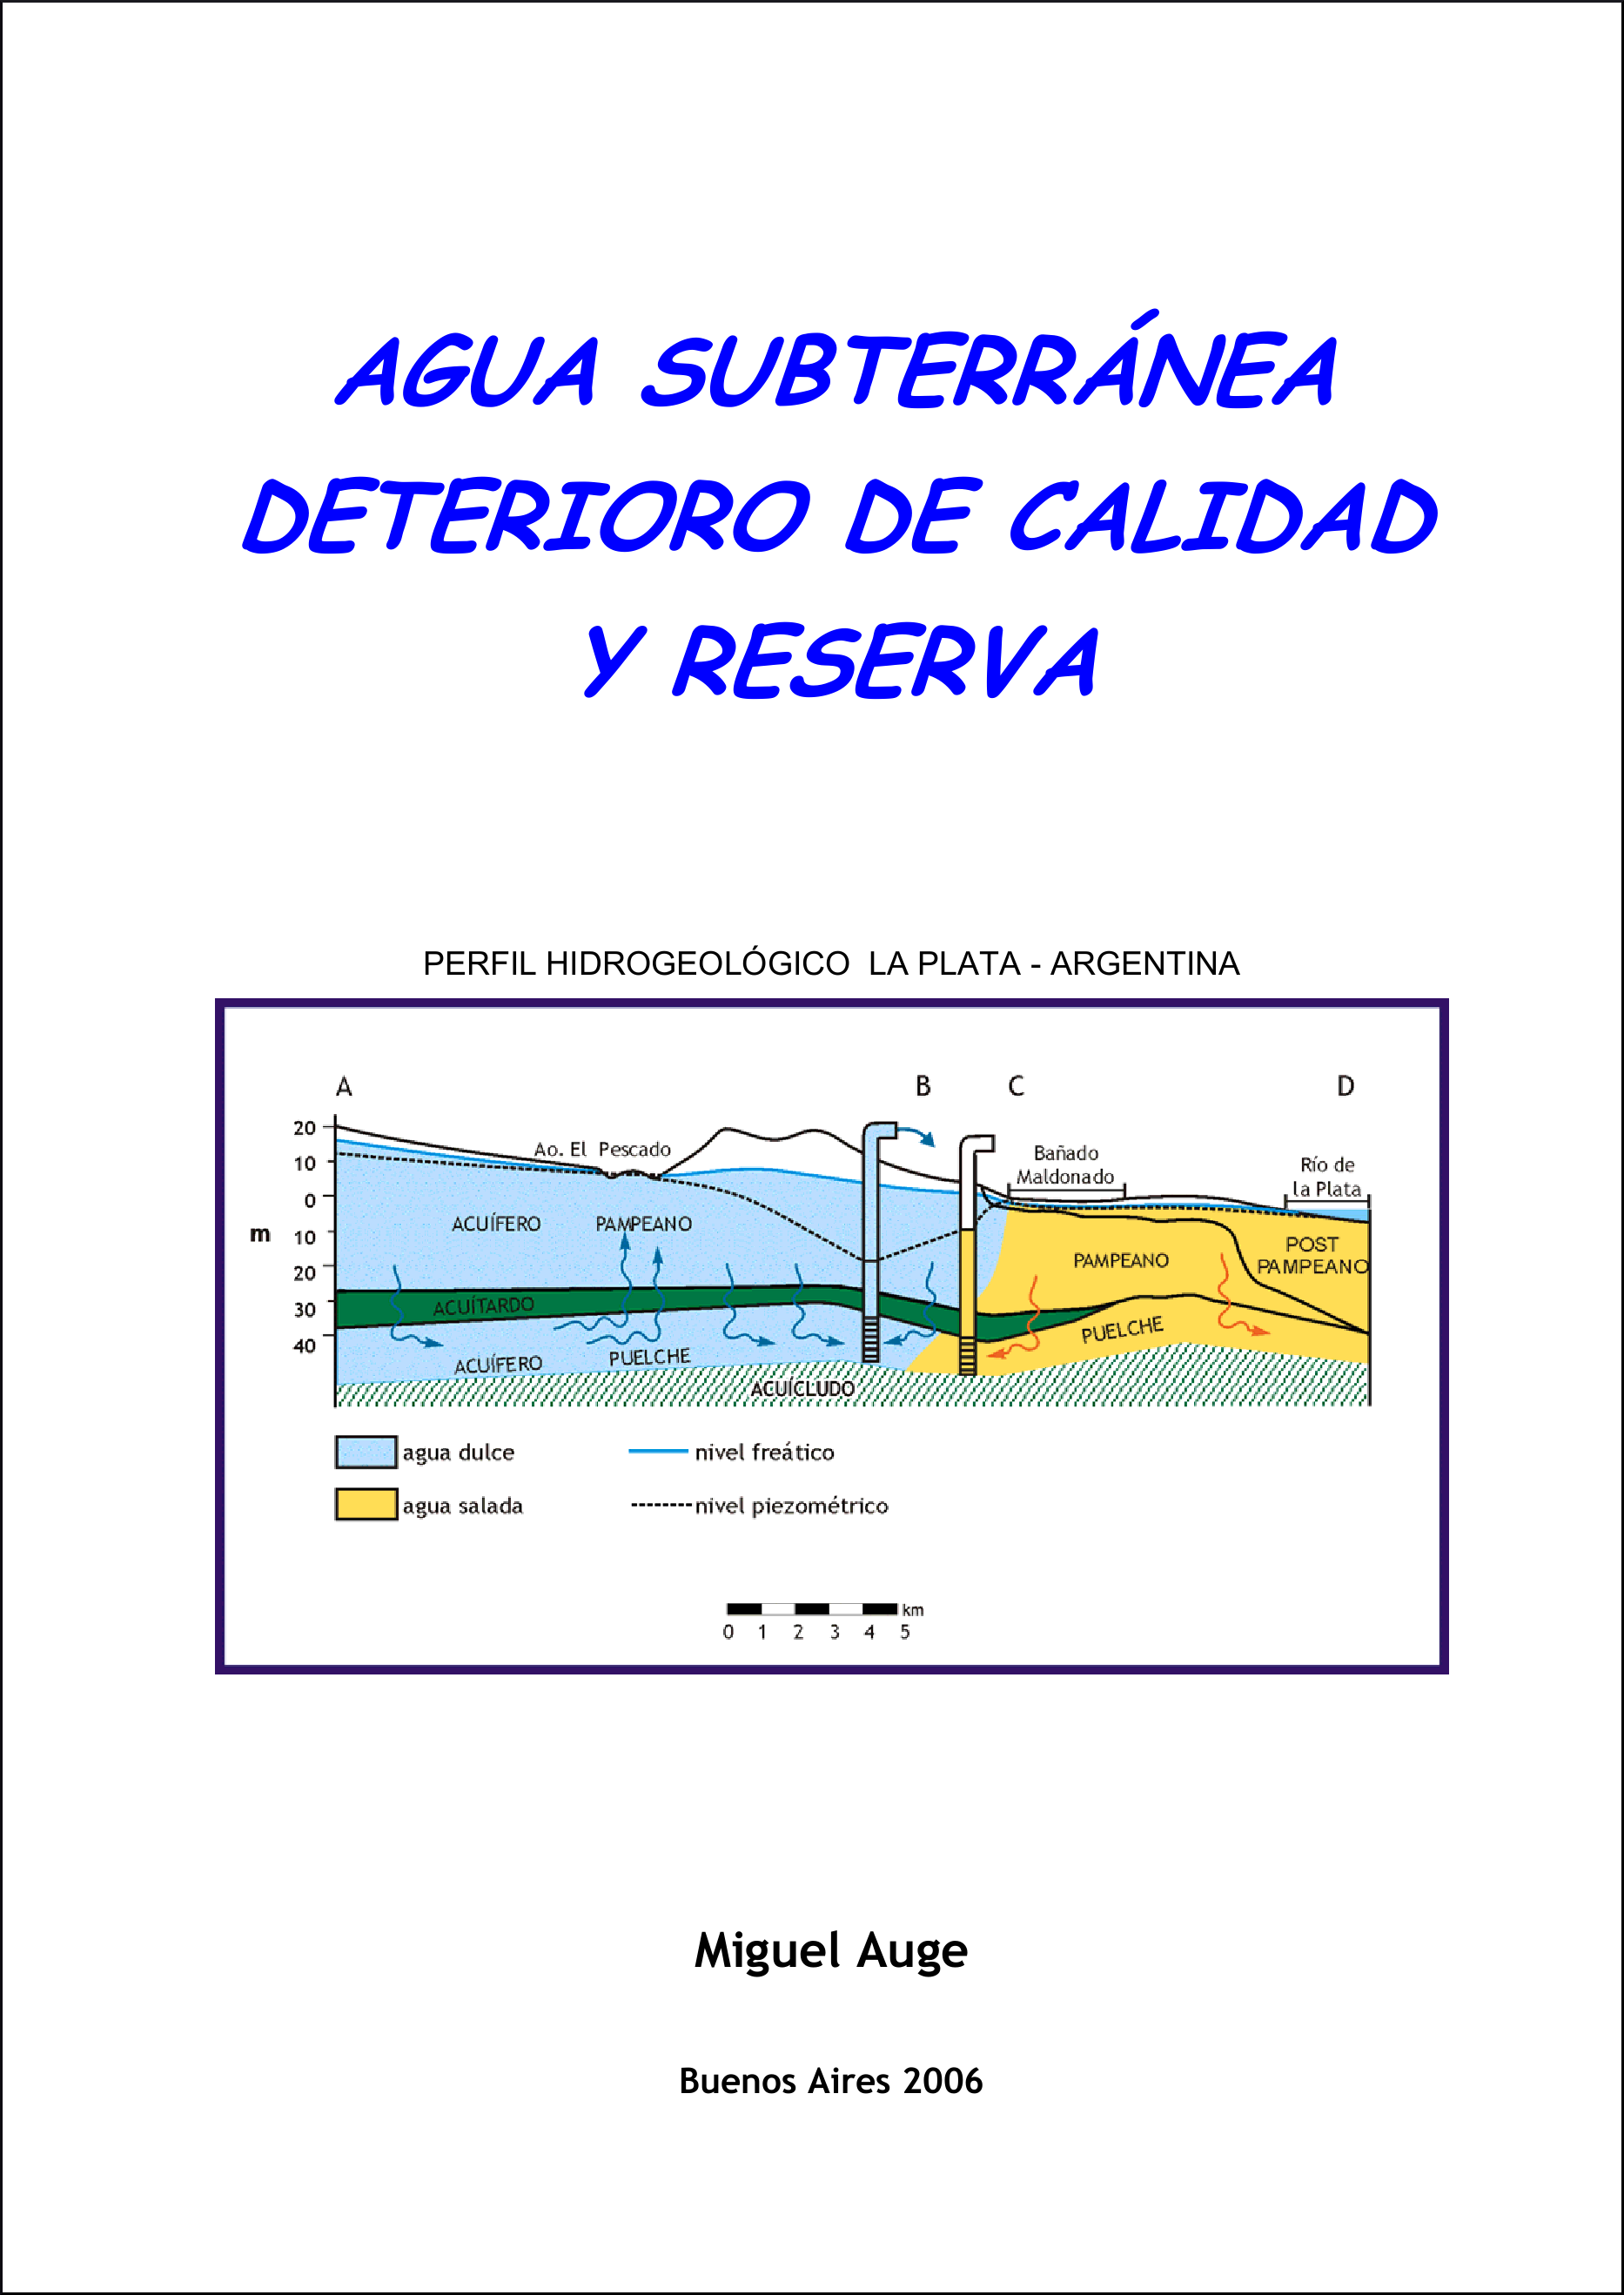 AGUA SUBTERRÁNEA
DETERIORO DE CALIDAD
Y RESERVA
PERFIL HIDROGEOLÓGICO LA PLATA - ARGENTINA
A B C D
20
10
0
m
10
20
30
40
Ao. El Pescado
Bañado
Maldonado
Río de
la Plata
ACUÍFERO PAMPEANO
PAMPEANO
POST
PAMPEANO
ACUÍTARDO
ACUÍFERO PUELCHE
PUELCHE
ACUÍCLUDO
agua dulce
nivel freático
agua salada
nivel piezométrico
km
0 1 2 3 4 5
Miguel Auge
Buenos Aires 2006